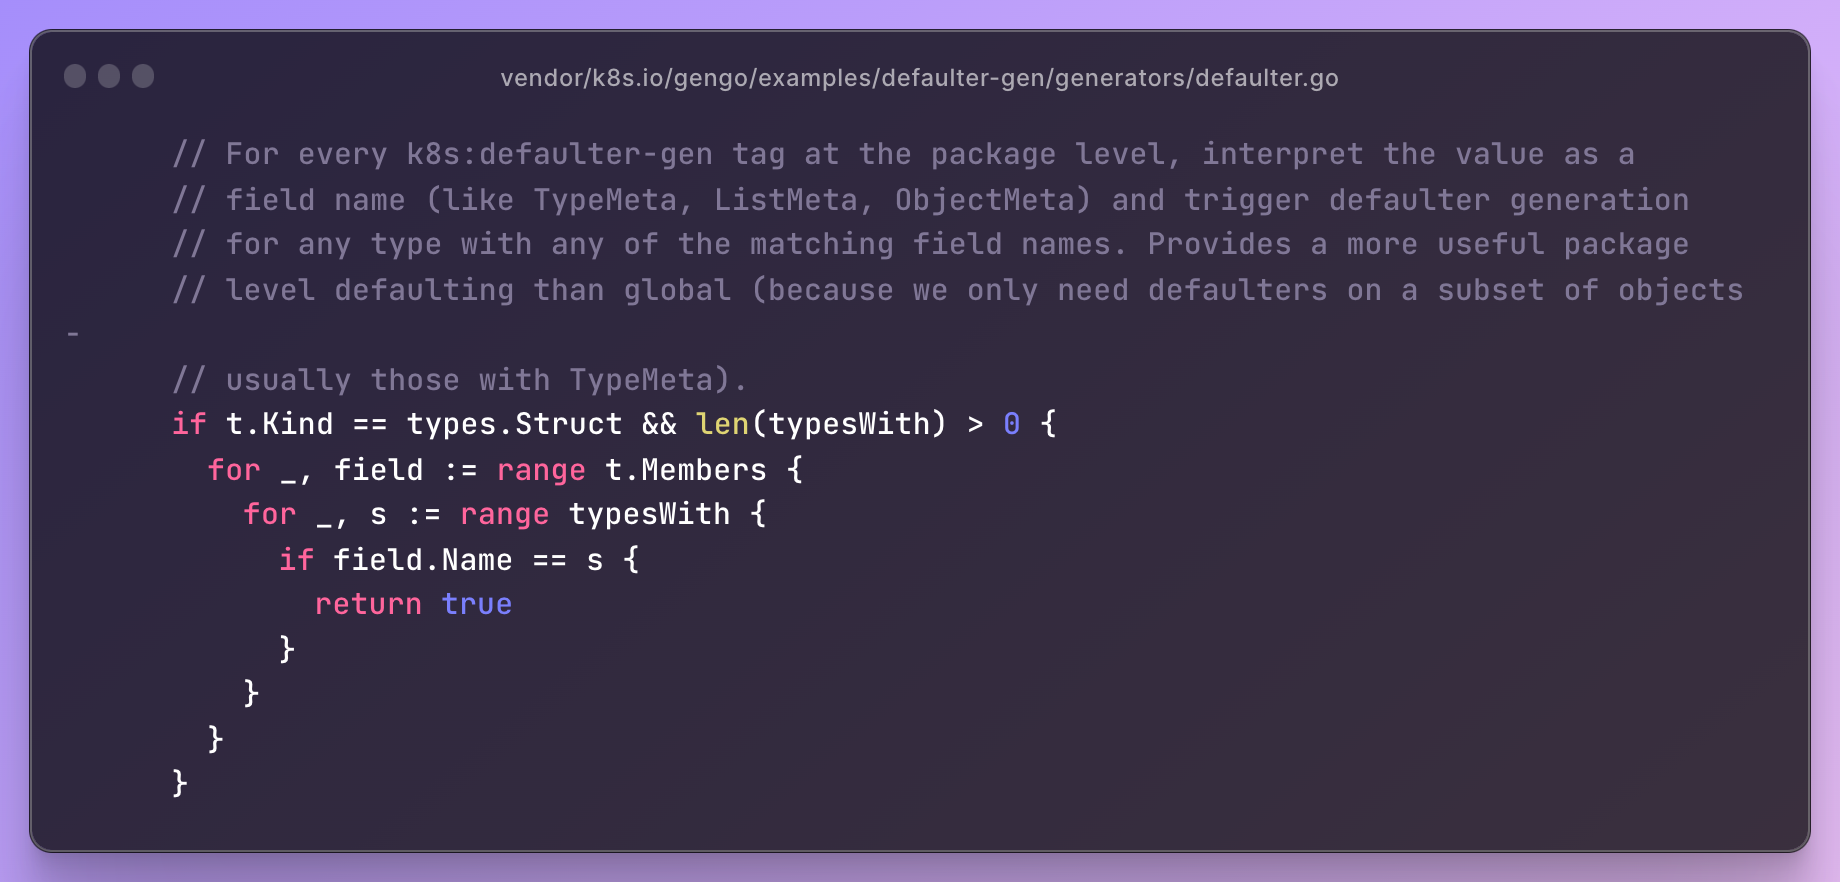 vendor/k8s.io/gengo/examples/defaulter-gen/generators/defaulter.go
// For every k8s:defaulter-gen tag at the package level, interpret the value as a
// field name (like TypeMeta, ListMeta, ObjectMeta) and trigger defaulter generation
// for any type with any of the matching field names. Provides a more useful package
// level defaulting than global (because we only need defaulters on a subset of objects
-
// usually those with TypeMeta).
if t.Kind == types.Struct && len(typesWith) > 0 {
  for _, field := range t.Members {
    for _, s := range typesWith {
      if field.Name == s {
        return true
      }
    }
  }
}